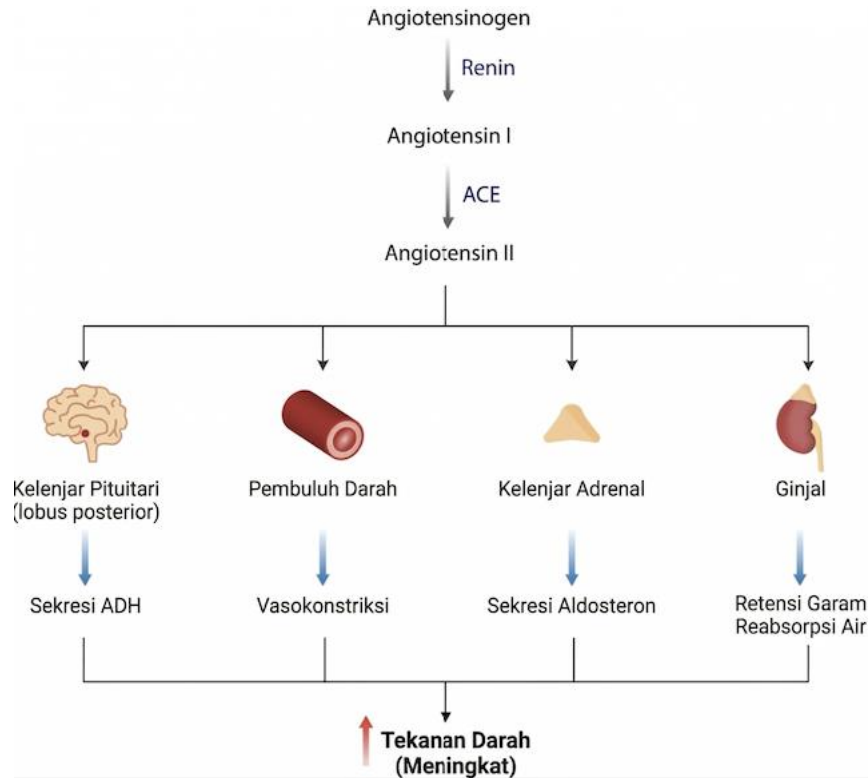 Angiotensinogen
Renin
Angiotensin I
ACE
Angiotensin II
Kelenjar Pituitari
(lobus posterior)
Pembuluh Darah
Kelenjar Adrenal
Ginjal
Sekresi ADH
Vasokonstriksi
Sekresi Aldosteron
Retensi Garam
Reabsorpsi Air
Tekanan Darah
(Meningkat)